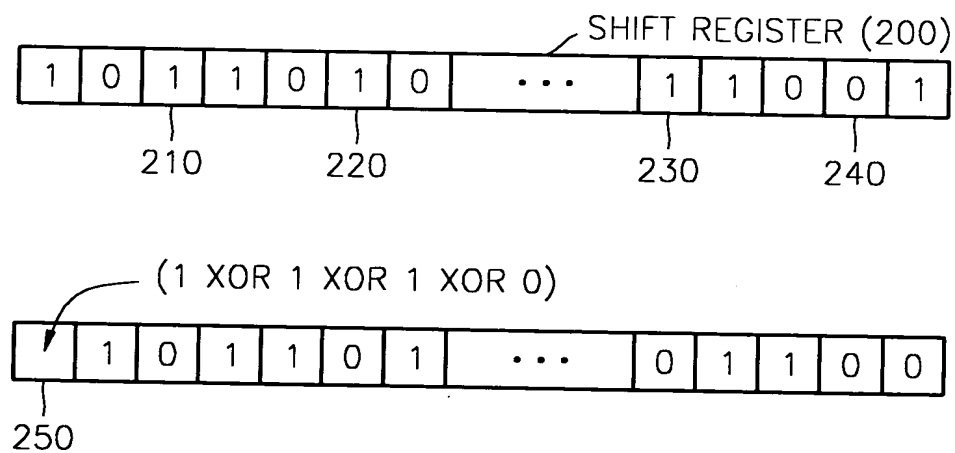 SHIFT REGISTER (200)
1 0 1 1 0 1 0 ... 1 1 0 0 1
210 220 230 240
(1 XOR 1 XOR 1 XOR 0)
1 0 1 1 0 1 ... 0 1 1 0 0
250